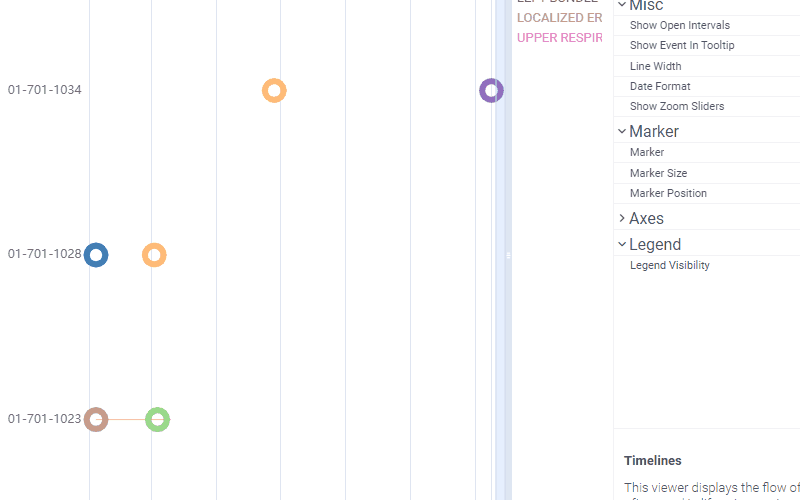 01-701-1034
01-701-1028
01-701-1023
LOCALIZED ER
UPPER RESPIR
Misc
Show Open Intervals
Show Event In Tooltip
Line Width
Date Format
Show Zoom Sliders
Marker
Marker
Marker Size
Marker Position
Axes
Legend
Legend Visibility
Timelines
This viewer displays the flow of